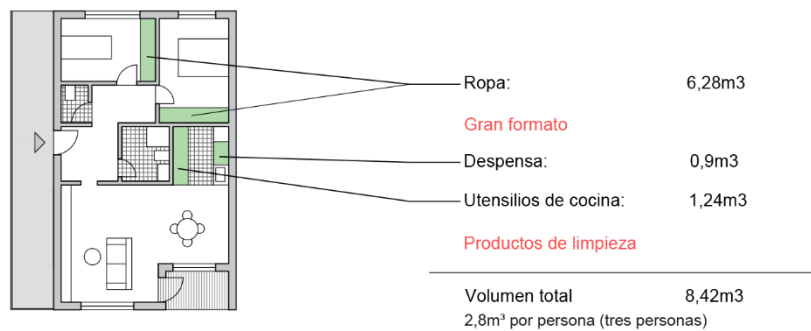 Ropa: 6,28m3
Gran formato
Despensa: 0,9m3
Utensilios de cocina: 1,24m3
Productos de limpieza
Volumen total 8,42m3
2,8m³ por persona (tres personas)